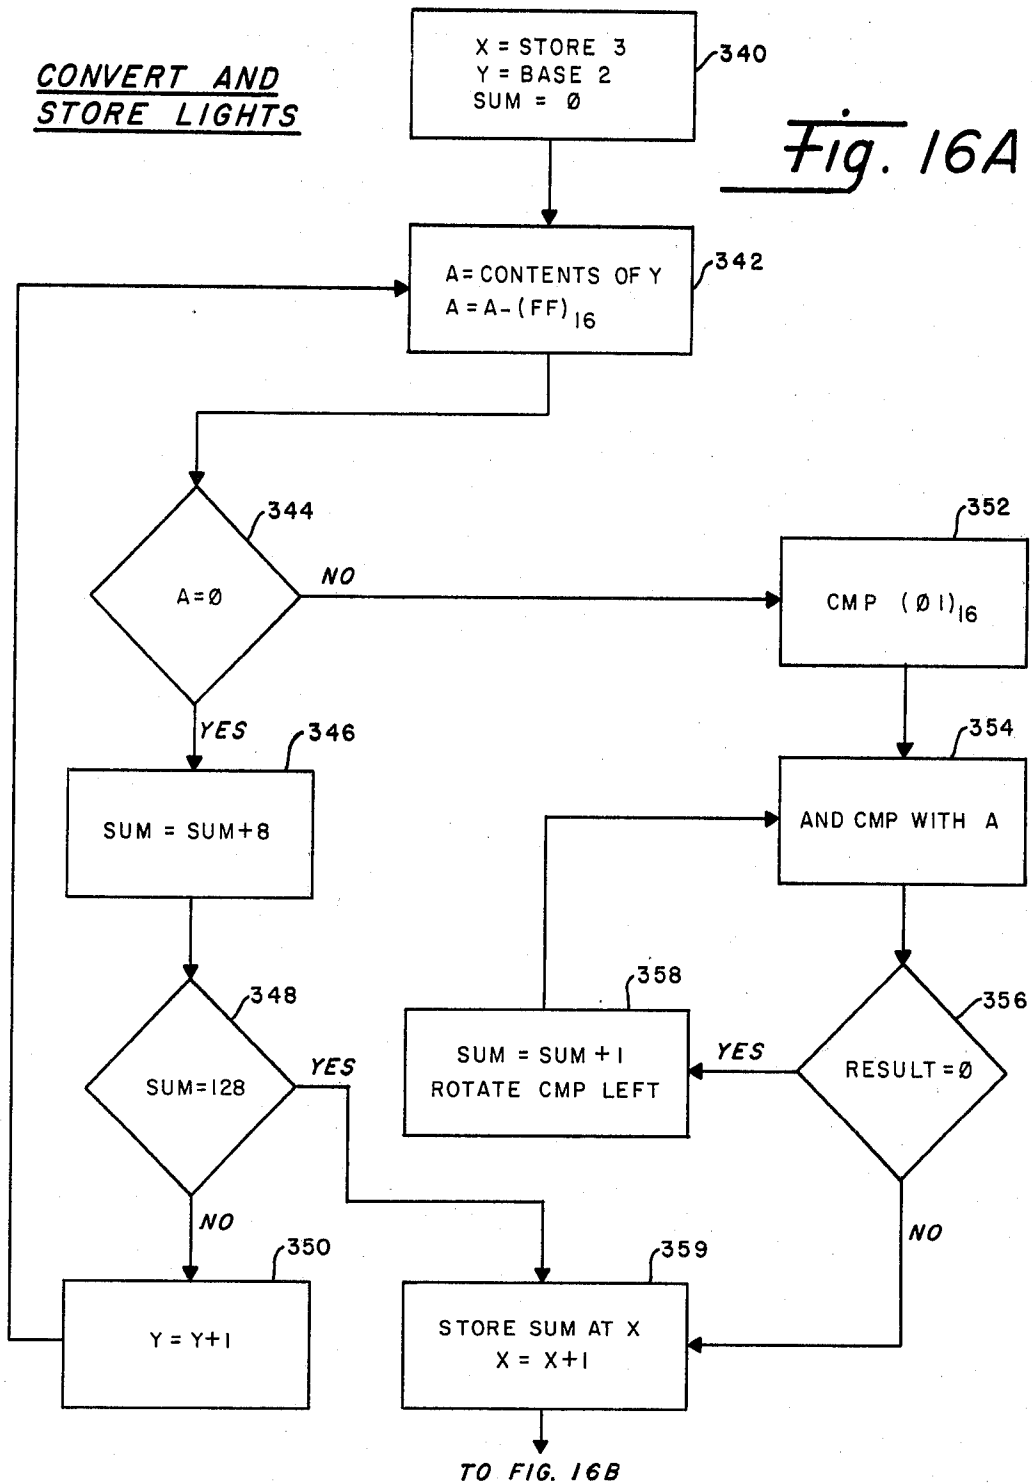 CONVERT AND
STORE LIGHTS
X = STORE 3
Y = BASE 2
SUM = Ø
340
Fig. 16A
A=CONTENTS OF Y
A=A-(FF)16
342
A=Ø
344
NO
YES
CMP (Ø1)16
352
SUM = SUM+8
346
AND CMP WITH A
354
SUM=128
348
YES
NO
SUM = SUM+1
ROTATE CMP LEFT
358
YES
RESULT=Ø
356
NO
Y = Y+1
350
STORE SUM AT X
X = X+1
359
TO FIG. 16B